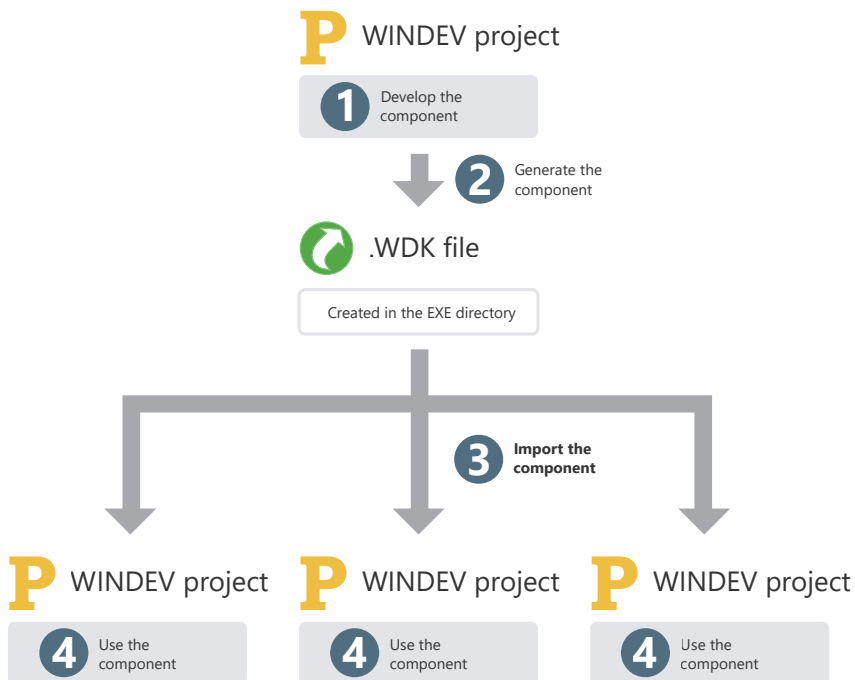 P WINDEV project
1 Develop the
component
2 Generate the
component
.WDK file
Created in the EXE directory
3 Import the
component
P WINDEV project
P WINDEV project
P WINDEV project
4 Use the
component
4 Use the
component
4 Use the
component